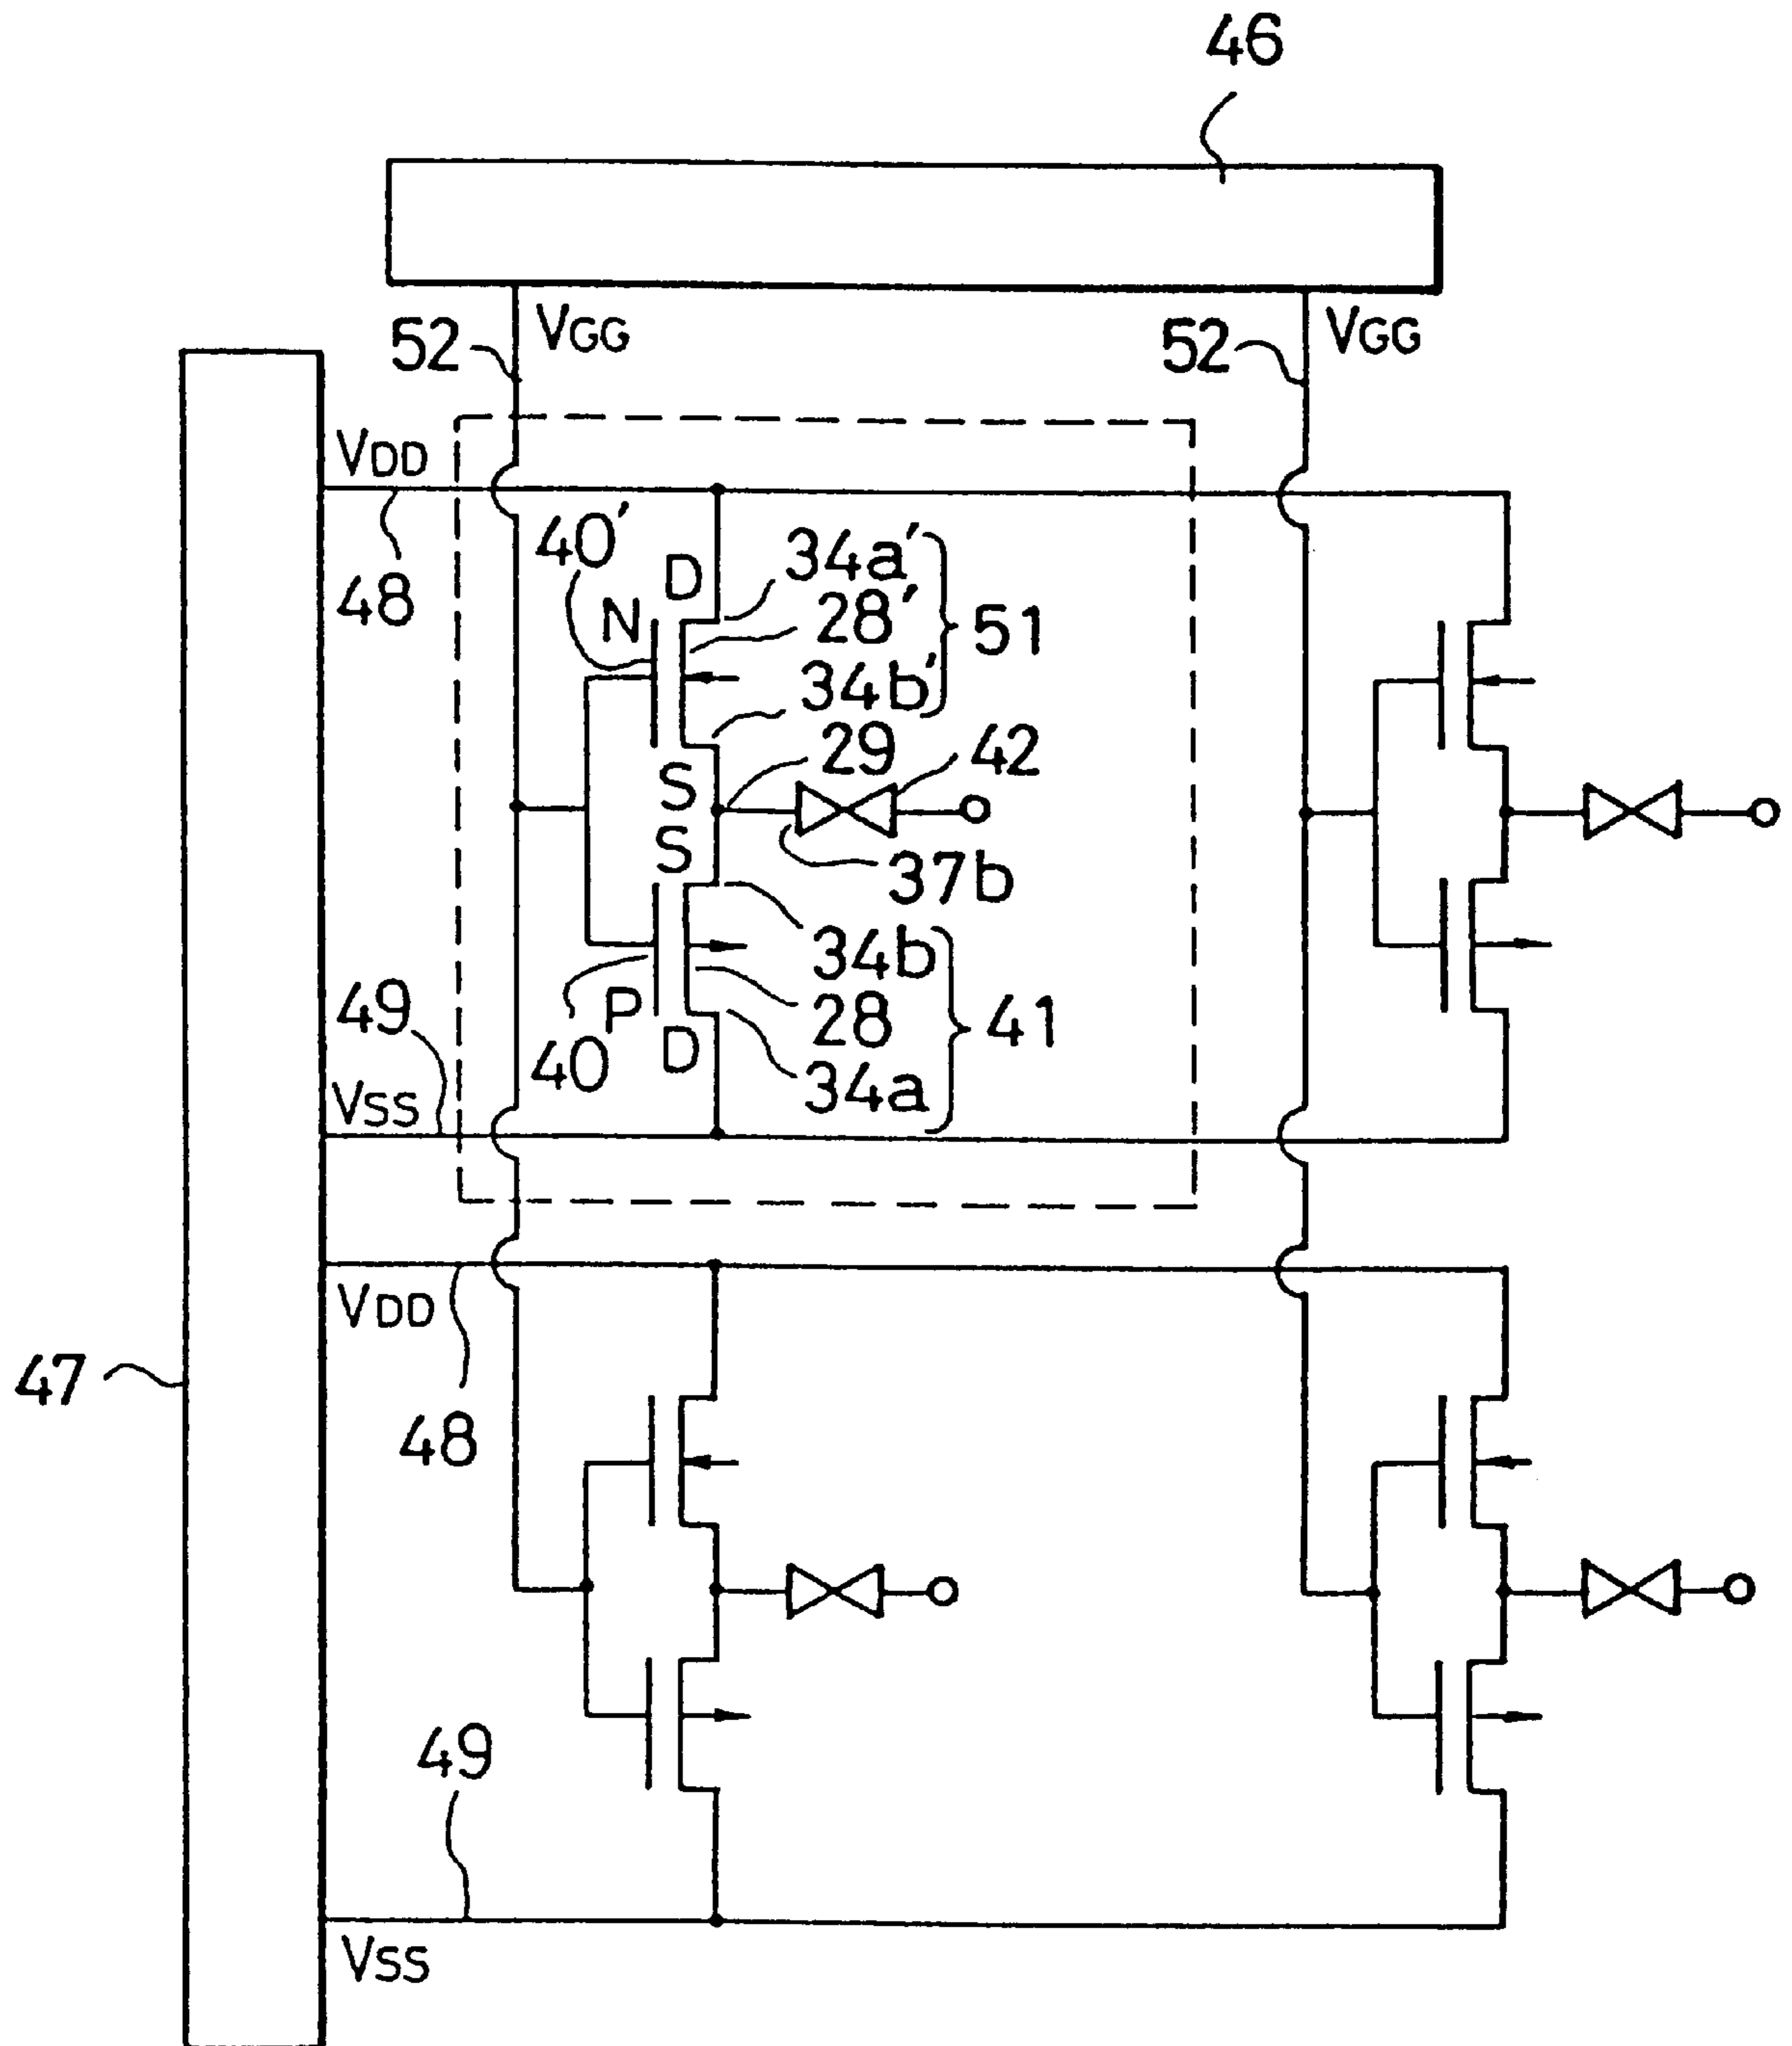 46
52 VGG 52 VGG
VDD
48
40' D 34a'
N 28' 51
34b'
29 42
S
S 37b
34b
P 28 41
40 D 34a
49
VSS
VDD
48
47
49
VSS